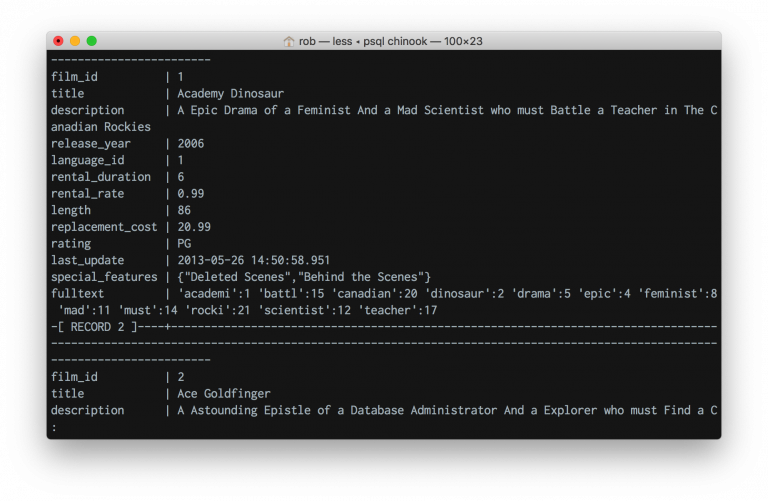 rob — less ◂ psql chinook — 100×23
------------------------
film_id          | 1
title            | Academy Dinosaur
description      | A Epic Drama of a Feminist And a Mad Scientist who must Battle a Teacher in The C
anadian Rockies
release_year     | 2006
language_id      | 1
rental_duration  | 6
rental_rate      | 0.99
length           | 86
replacement_cost | 20.99
rating           | PG
last_update      | 2013-05-26 14:50:58.951
special_features | {"Deleted Scenes","Behind the Scenes"}
fulltext         | 'academi':1 'battl':15 'canadian':20 'dinosaur':2 'drama':5 'epic':4 'feminist':8
 'mad':11 'must':14 'rocki':21 'scientist':12 'teacher':17
-[ RECORD 2 ]----+----------------------------------------------------------------------------------
----------------------------------------------------------------------------------------------------
------------------------
film_id          | 2
title            | Ace Goldfinger
description      | A Astounding Epistle of a Database Administrator And a Explorer who must Find a C
: